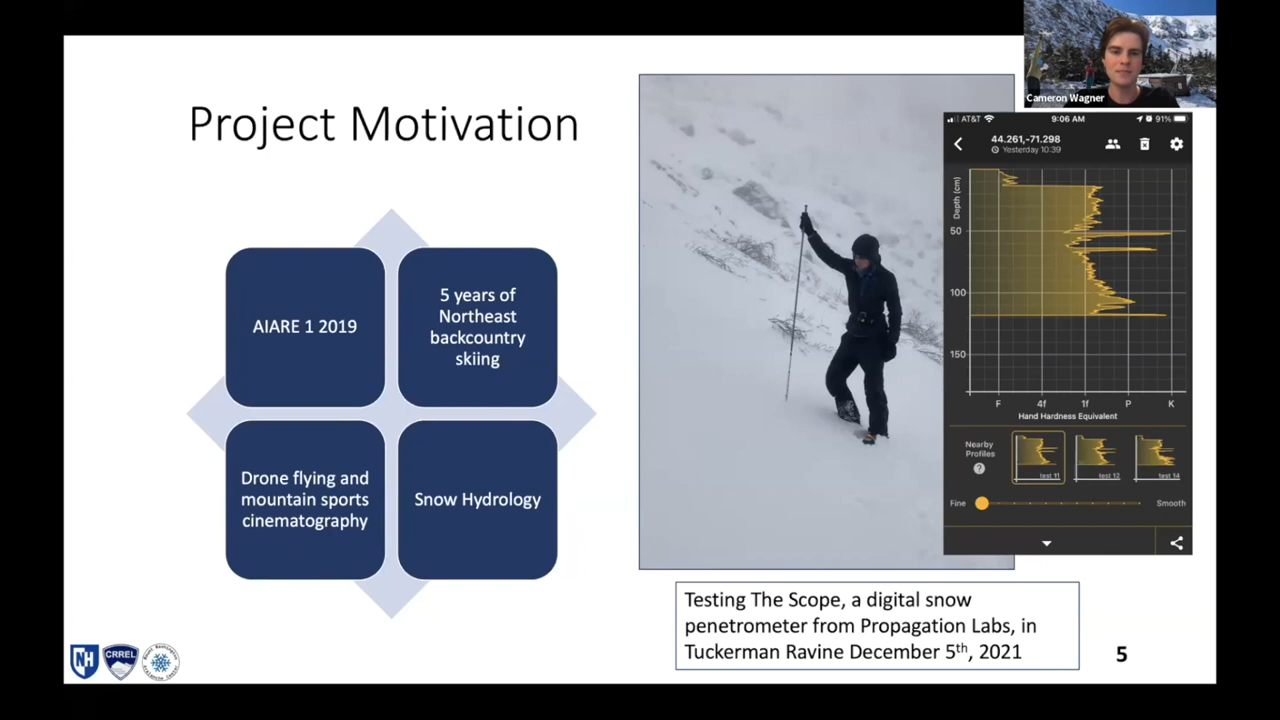 Cameron Wagner
Project Motivation
AIARE 1 2019
5 years of
Northeast
backcountry
skiing
Drone flying and
mountain sports
cinematography
Snow Hydrology
AT&T
9:06 AM
91%
44.261,-71.298
Yesterday 10:39
Depth (cm)
50
100
150
F 4f 1f P K
Hand Hardness Equivalent
Nearby
Profiles
?
test 11
test 12
test 14
Fine
Smooth
Testing The Scope, a digital snow
penetrometer from Propagation Labs, in
Tuckerman Ravine December 5th, 2021
NH
CRREL
5